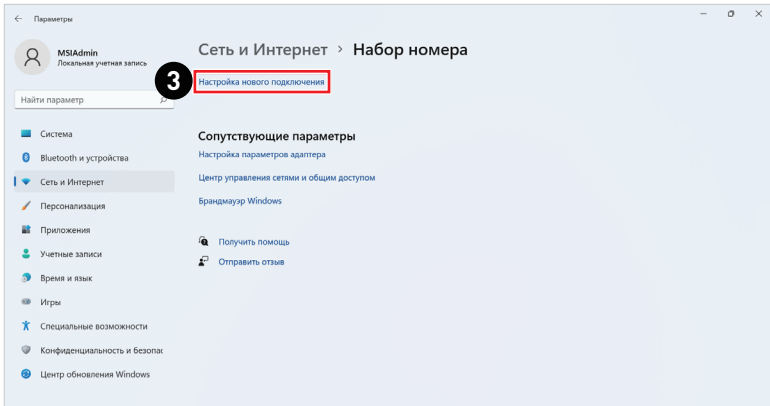 Параметры
MSIAdmin
Локальная учетная запись
Найти параметр
Система
Bluetooth и устройства
Сеть и Интернет
Персонализация
Приложения
Учетные записи
Время и язык
Игры
Специальные возможности
Конфиденциальность и безопас
Центр обновления Windows
Сеть и Интернет > Набор номера
3
Настройка нового подключения
Сопутствующие параметры
Настройка параметров адаптера
Центр управления сетями и общим доступом
Брандмауэр Windows
Получить помощь
Отправить отзыв